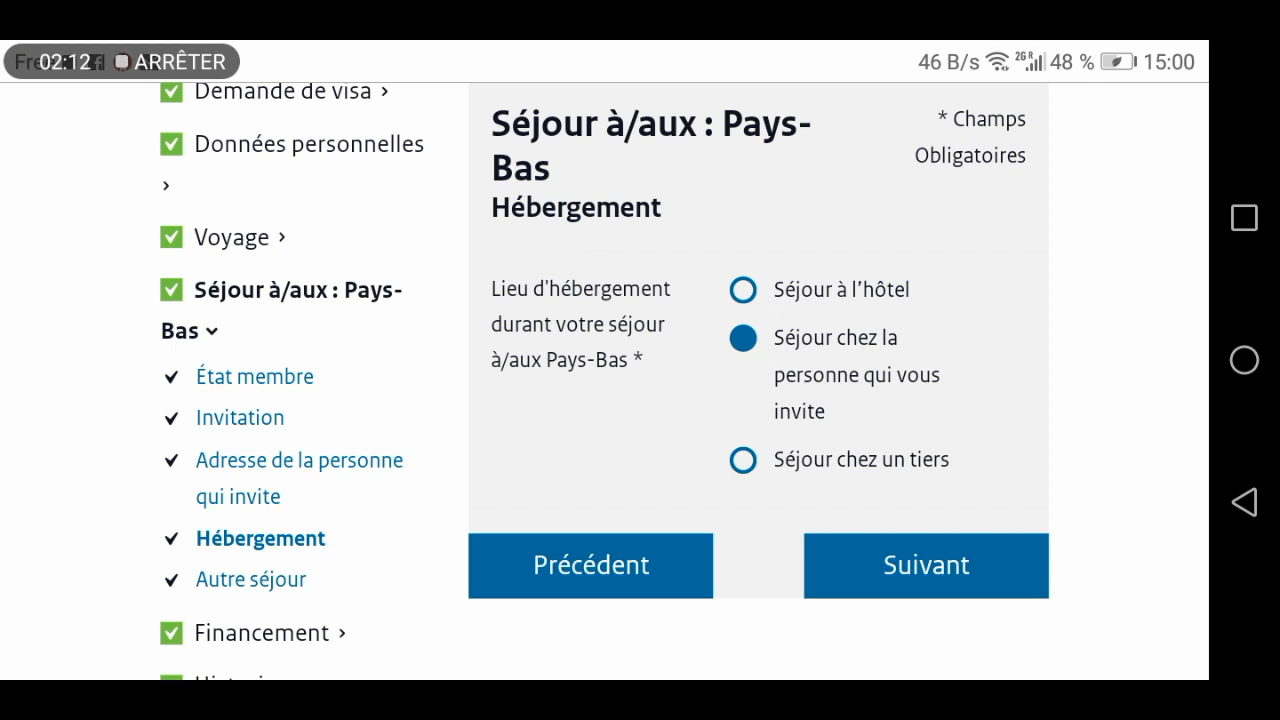 02:12 ARRÊTER
46 B/s 2G R 48 % 15:00
Demande de visa ›
Données personnelles
›
Voyage ›
Séjour à/aux : Pays-
Bas
État membre
Invitation
Adresse de la personne
qui invite
Hébergement
Autre séjour
Financement ›
Séjour à/aux : Pays-
Bas
Hébergement
* Champs
Obligatoires
Lieu d'hébergement
durant votre séjour
à/aux Pays-Bas *
Séjour à l’hôtel
Séjour chez la
personne qui vous
invite
Séjour chez un tiers
Précédent
Suivant